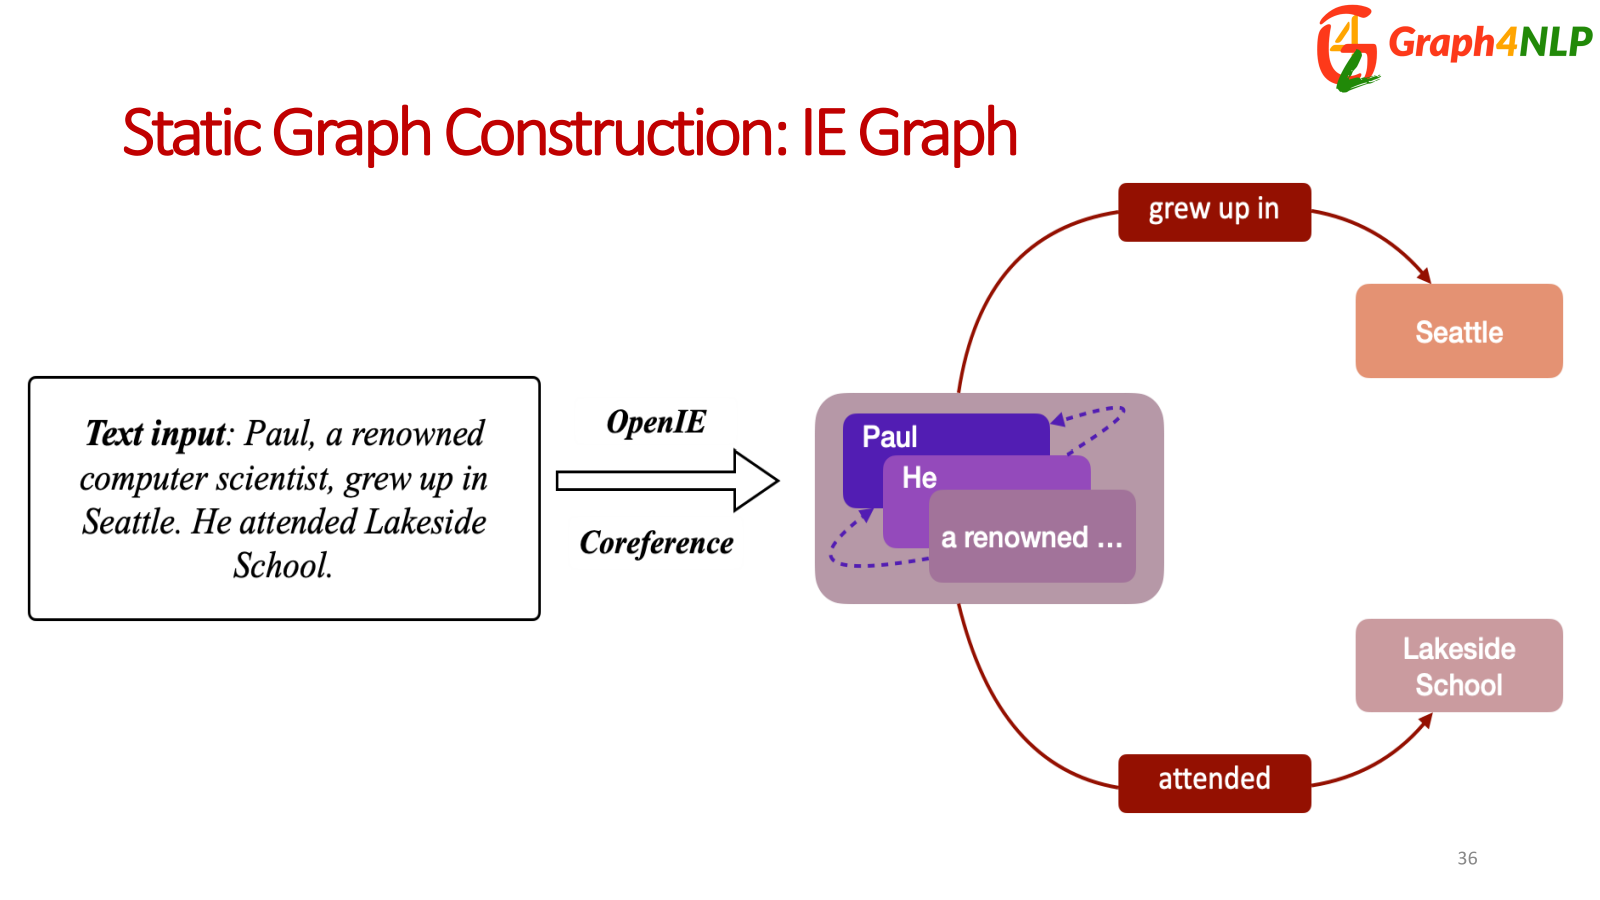 Graph4NLP
Static Graph Construction: IE Graph
grew up in
Seattle
Text input: Paul, a renowned
computer scientist, grew up in
Seattle. He attended Lakeside
School.
OpenIE
Coreference
Paul
He
a renowned ...
Lakeside
School
attended
36